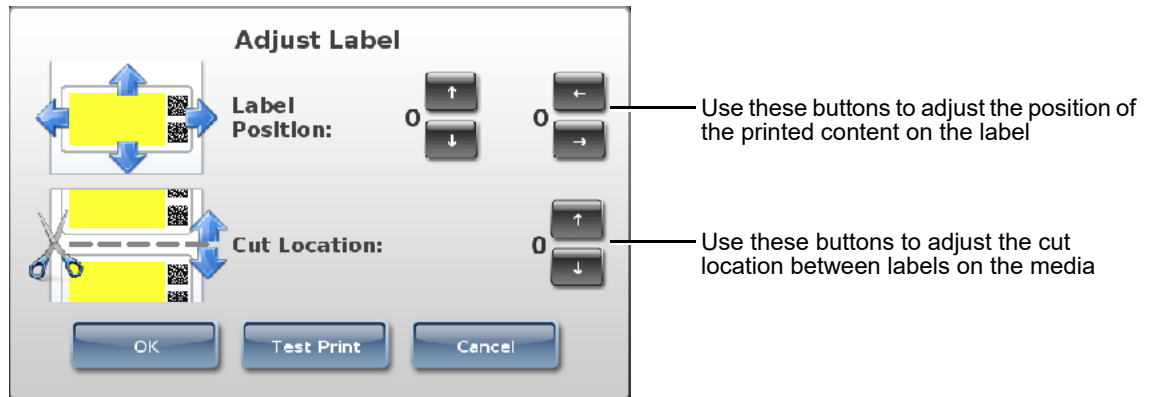 Adjust Label
Label
Position:
0
↑
↓
0
←
→
Use these buttons to adjust the position of
the printed content on the label
Cut Location:
0
↑
↓
Use these buttons to adjust the cut
location between labels on the media
OK
Test Print
Cancel